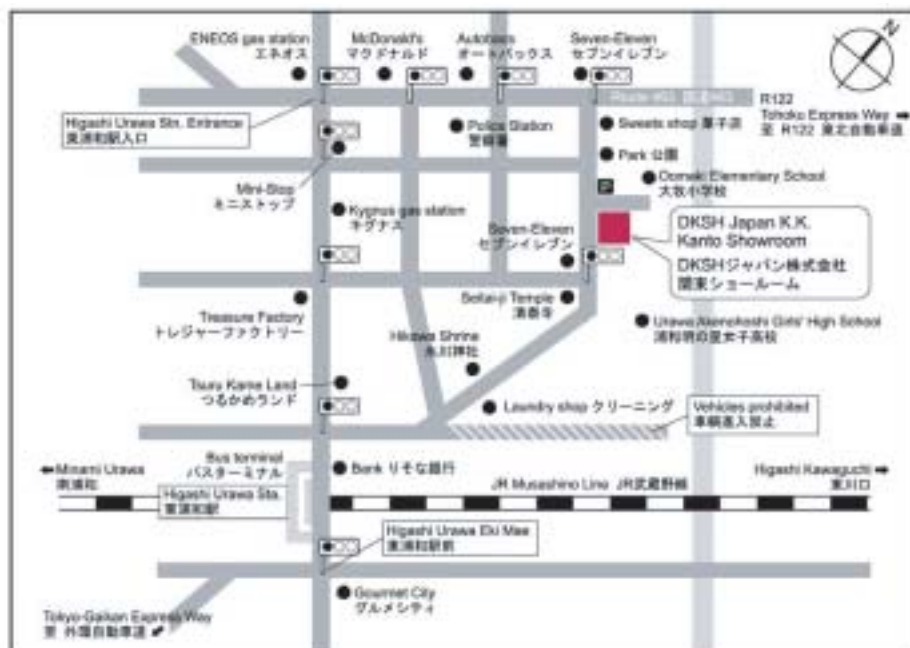 ENEOS gas station
エネオス
McDonald's
マクドナルド
Autobacs
オートバックス
Seven-Eleven
セブンイレブン
N
R122
Tohoku Express Way ➡
至 R122 東北自動車道
Higashi Urawa Stn. Entrance
東浦和駅入口
Police Station
警察署
Sweets shop 菓子店
Park 公園
P
Oomaki Elementary School
大牧小学校
Mini-Stop
ミニストップ
Kygnus gas station
キグナス
Seven-Eleven
セブンイレブン
DKSH Japan K.K.
Kanto Showroom
DKSHジャパン株式会社
関東ショールーム
Treasure Factory
トレジャーファクトリー
Seitai-ji Temple
清泰寺
Hikawa Shrine
氷川神社
Urawa Akenohoshi Girls' High School
浦和明の星女子高校
Tsuru Kame Land
つるかめランド
Laundry shop クリーニング
Vehicles prohibited
車輌進入禁止
Bus terminal
バスターミナル
Bank りそな銀行
⬅Minami Urawa
南浦和
Higashi Kawaguchi ➡
東川口
Higashi Urawa Sta.
東浦和駅
JR Musashino Line JR武蔵野線
Higashi Urawa Eki Mae
東浦和駅前
Gourmet City
グルメシティ
Tokyo-Gaikan Express Way
至 外環自動車道